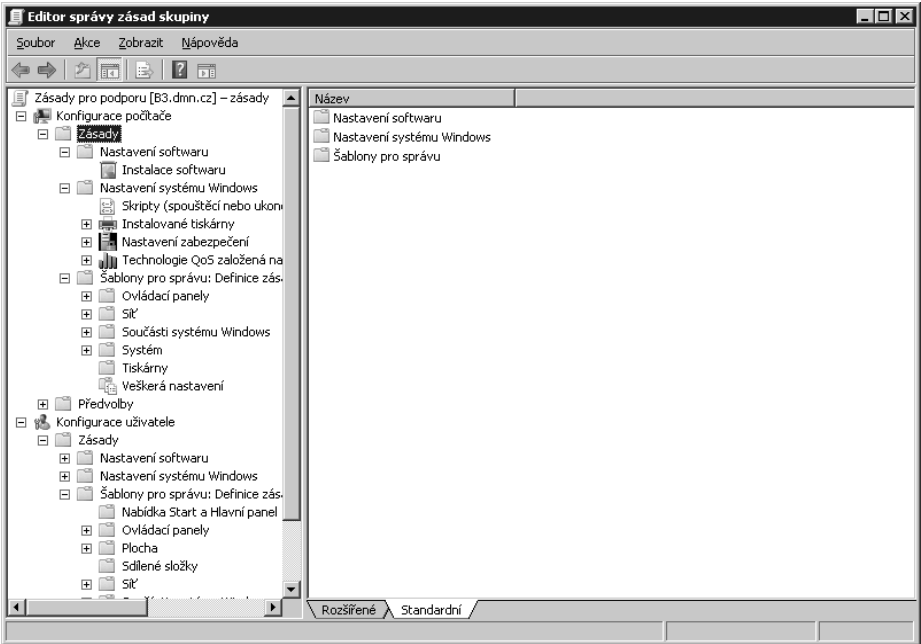 Editor správy zásad skupiny
Soubor Akce Zobrazit Nápověda
Zásady pro podporu [B3.dmn.cz] – zásady
Konfigurace počítače
Zásady
Nastavení softwaru
Instalace softwaru
Nastavení systému Windows
Skripty (spouštěcí nebo ukon
Instalované tiskárny
Nastavení zabezpečení
Technologie QoS založená na
Šablony pro správu: Definice zás
Ovládací panely
Síť
Součásti systému Windows
Systém
Tiskárny
Veškerá nastavení
Předvolby
Konfigurace uživatele
Zásady
Nastavení softwaru
Nastavení systému Windows
Šablony pro správu: Definice zás
Nabídka Start a Hlavní panel
Ovládací panely
Plocha
Sdílené složky
Síť
Název
Nastavení softwaru
Nastavení systému Windows
Šablony pro správu
Rozšířené Standardní